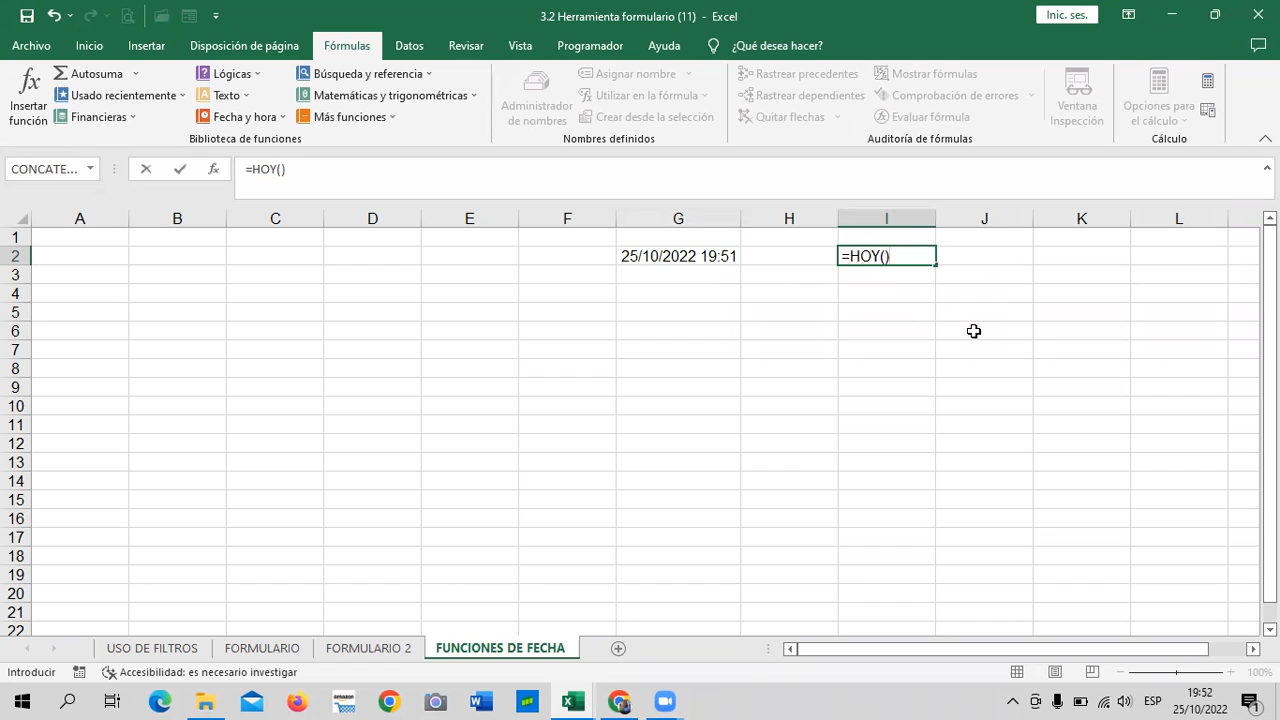 3.2 Herramienta formulario (11) - Excel
Inic. ses.
Archivo Inicio Insertar Disposición de página Fórmulas Datos Revisar Vista Programador Ayuda ¿Qué desea hacer?
Insertar función
Autosuma
Usado recientemente
Financieras
Lógicas
Texto
Fecha y hora
Búsqueda y referencia
Matemáticas y trigonométricas
Más funciones
Biblioteca de funciones
Administrador de nombres
Asignar nombre
Utilizar en la fórmula
Crear desde la selección
Nombres definidos
Rastrear precedentes
Rastrear dependientes
Quitar flechas
Mostrar fórmulas
Comprobación de errores
Evaluar fórmula
Auditoría de fórmulas
Ventana Inspección
Opciones para el cálculo
Cálculo
CONCATE... fx =HOY()
A B C D E F G H I J K L
1
2 25/10/2022 19:51 =HOY()
3
4
5
6
7
8
9
10
11
12
13
14
15
16
17
18
19
20
21
22
USO DE FILTROS FORMULARIO FORMULARIO 2 FUNCIONES DE FECHA
Introducir Accesibilidad: es necesario investigar 100%
ESP 19:52
25/10/2022